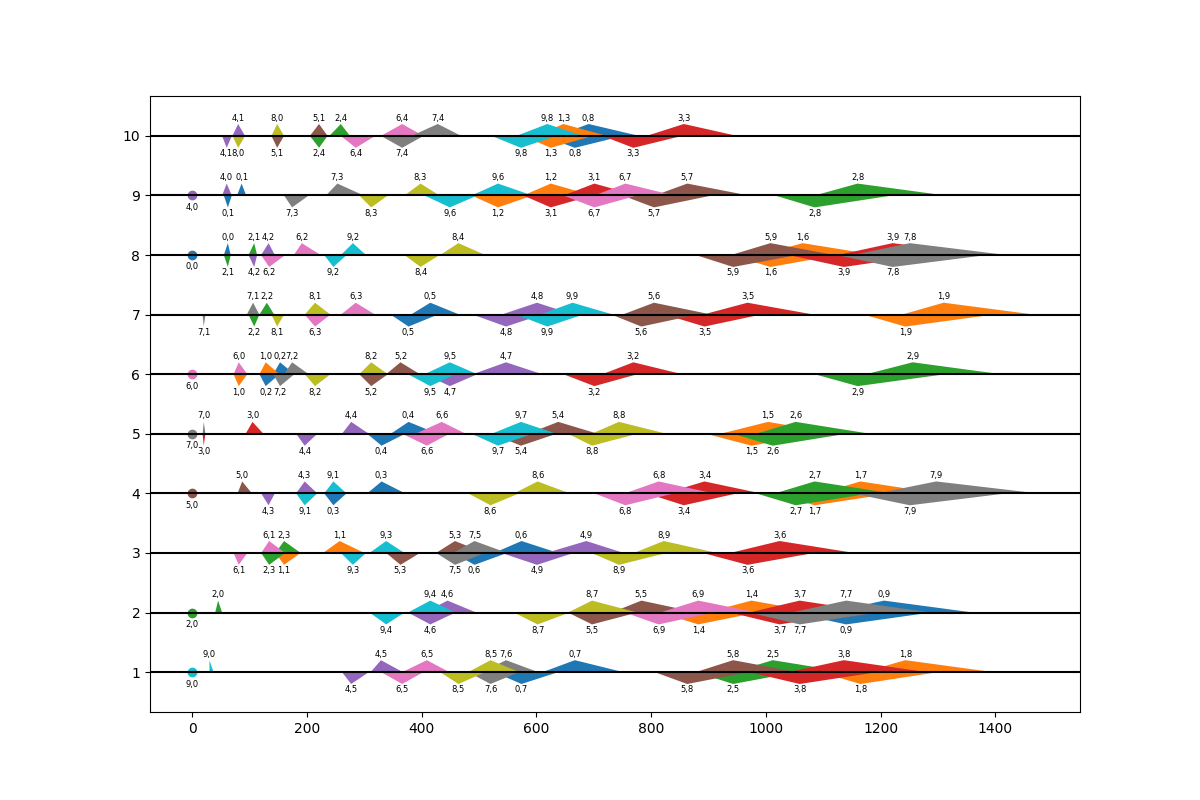 4,1 8,0 5,1 2,4 6,4 7,4 9,8 1,3 0,8 3,3
10
4,1 8,0 5,1 2,4 6,4 7,4 9,8 1,3 0,8 3,3
4,0 0,1 7,3 8,3 9,6 1,2 3,1 6,7 5,7 2,8
9
4,0 0,1 7,3 8,3 9,6 1,2 3,1 6,7 5,7 2,8
0,0 2,1 4,2 6,2 9,2 8,4 5,9 1,6 3,9 7,8
8
0,0 2,1 4,2 6,2 9,2 8,4 5,9 1,6 3,9 7,8
7,1 2,2 8,1 6,3 0,5 4,8 9,9 5,6 3,5 1,9
7
7,1 2,2 8,1 6,3 0,5 4,8 9,9 5,6 3,5 1,9
6,0 1,0 0,2 7,2 8,2 5,2 9,5 4,7 3,2 2,9
6
6,0 1,0 0,2 7,2 8,2 5,2 9,5 4,7 3,2 2,9
7,0 3,0 4,4 0,4 6,6 9,7 5,4 8,8 1,5 2,6
5
7,0 3,0 4,4 0,4 6,6 9,7 5,4 8,8 1,5 2,6
5,0 4,3 9,1 0,3 8,6 6,8 3,4 2,7 1,7 7,9
4
5,0 4,3 9,1 0,3 8,6 6,8 3,4 2,7 1,7 7,9
6,1 2,3 1,1 9,3 5,3 7,5 0,6 4,9 8,9 3,6
3
6,1 2,3 1,1 9,3 5,3 7,5 0,6 4,9 8,9 3,6
2,0 9,4 4,6 8,7 5,5 6,9 1,4 3,7 7,7 0,9
2
2,0 9,4 4,6 8,7 5,5 6,9 1,4 3,7 7,7 0,9
9,0 4,5 6,5 8,5 7,6 0,7 5,8 2,5 3,8 1,8
1
9,0 4,5 6,5 8,5 7,6 0,7 5,8 2,5 3,8 1,8
0 200 400 600 800 1000 1200 1400